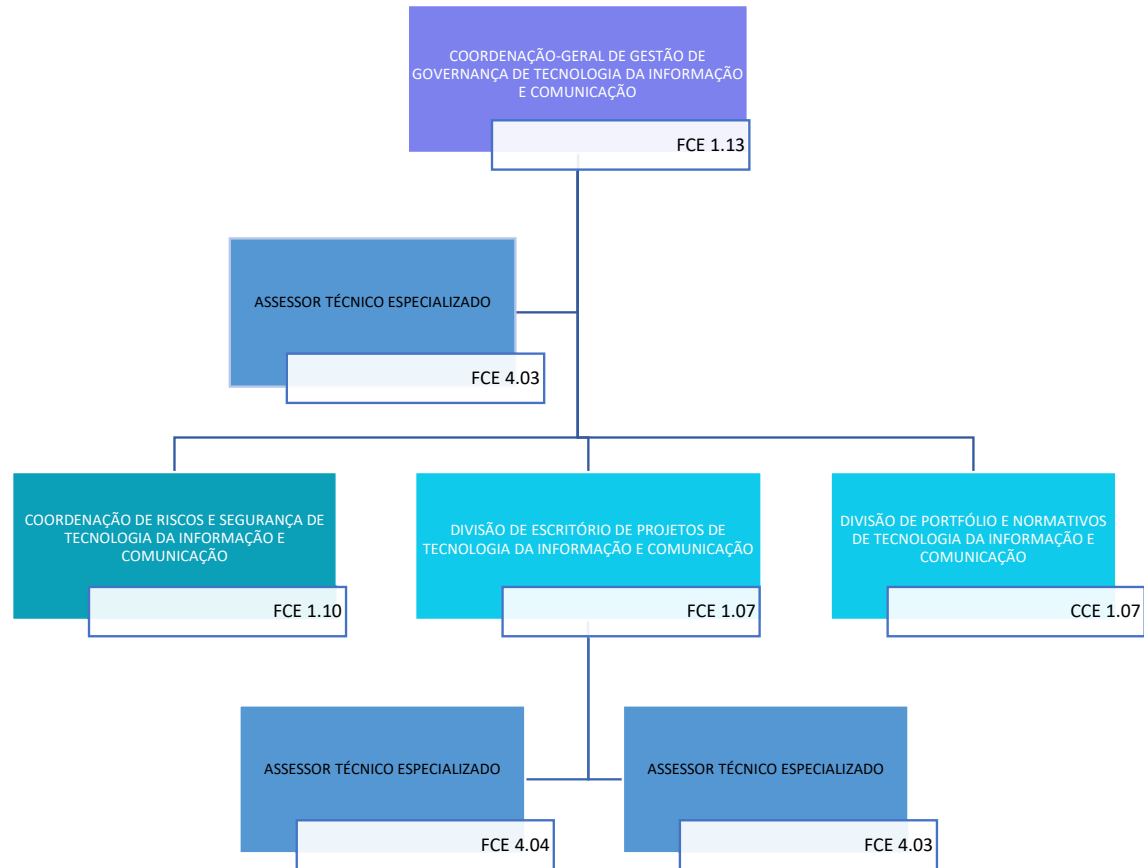 COORDENAÇÃO-GERAL DE GESTÃO DE
GOVERNANÇA DE TECNOLOGIA DA INFORMAÇÃO
E COMUNICAÇÃO
FCE 1.13
ASSESSOR TÉCNICO ESPECIALIZADO
FCE 4.03
COORDENAÇÃO DE RISCOS E SEGURANÇA DE
TECNOLOGIA DA INFORMAÇÃO E
COMUNICAÇÃO
FCE 1.10
DIVISÃO DE ESCRITÓRIO DE PROJETOS DE
TECNOLOGIA DA INFORMAÇÃO E COMUNICAÇÃO
FCE 1.07
DIVISÃO DE PORTFÓLIO E NORMATIVOS
DE TECNOLOGIA DA INFORMAÇÃO E
COMUNICAÇÃO
CCE 1.07
ASSESSOR TÉCNICO ESPECIALIZADO
FCE 4.04
ASSESSOR TÉCNICO ESPECIALIZADO
FCE 4.03